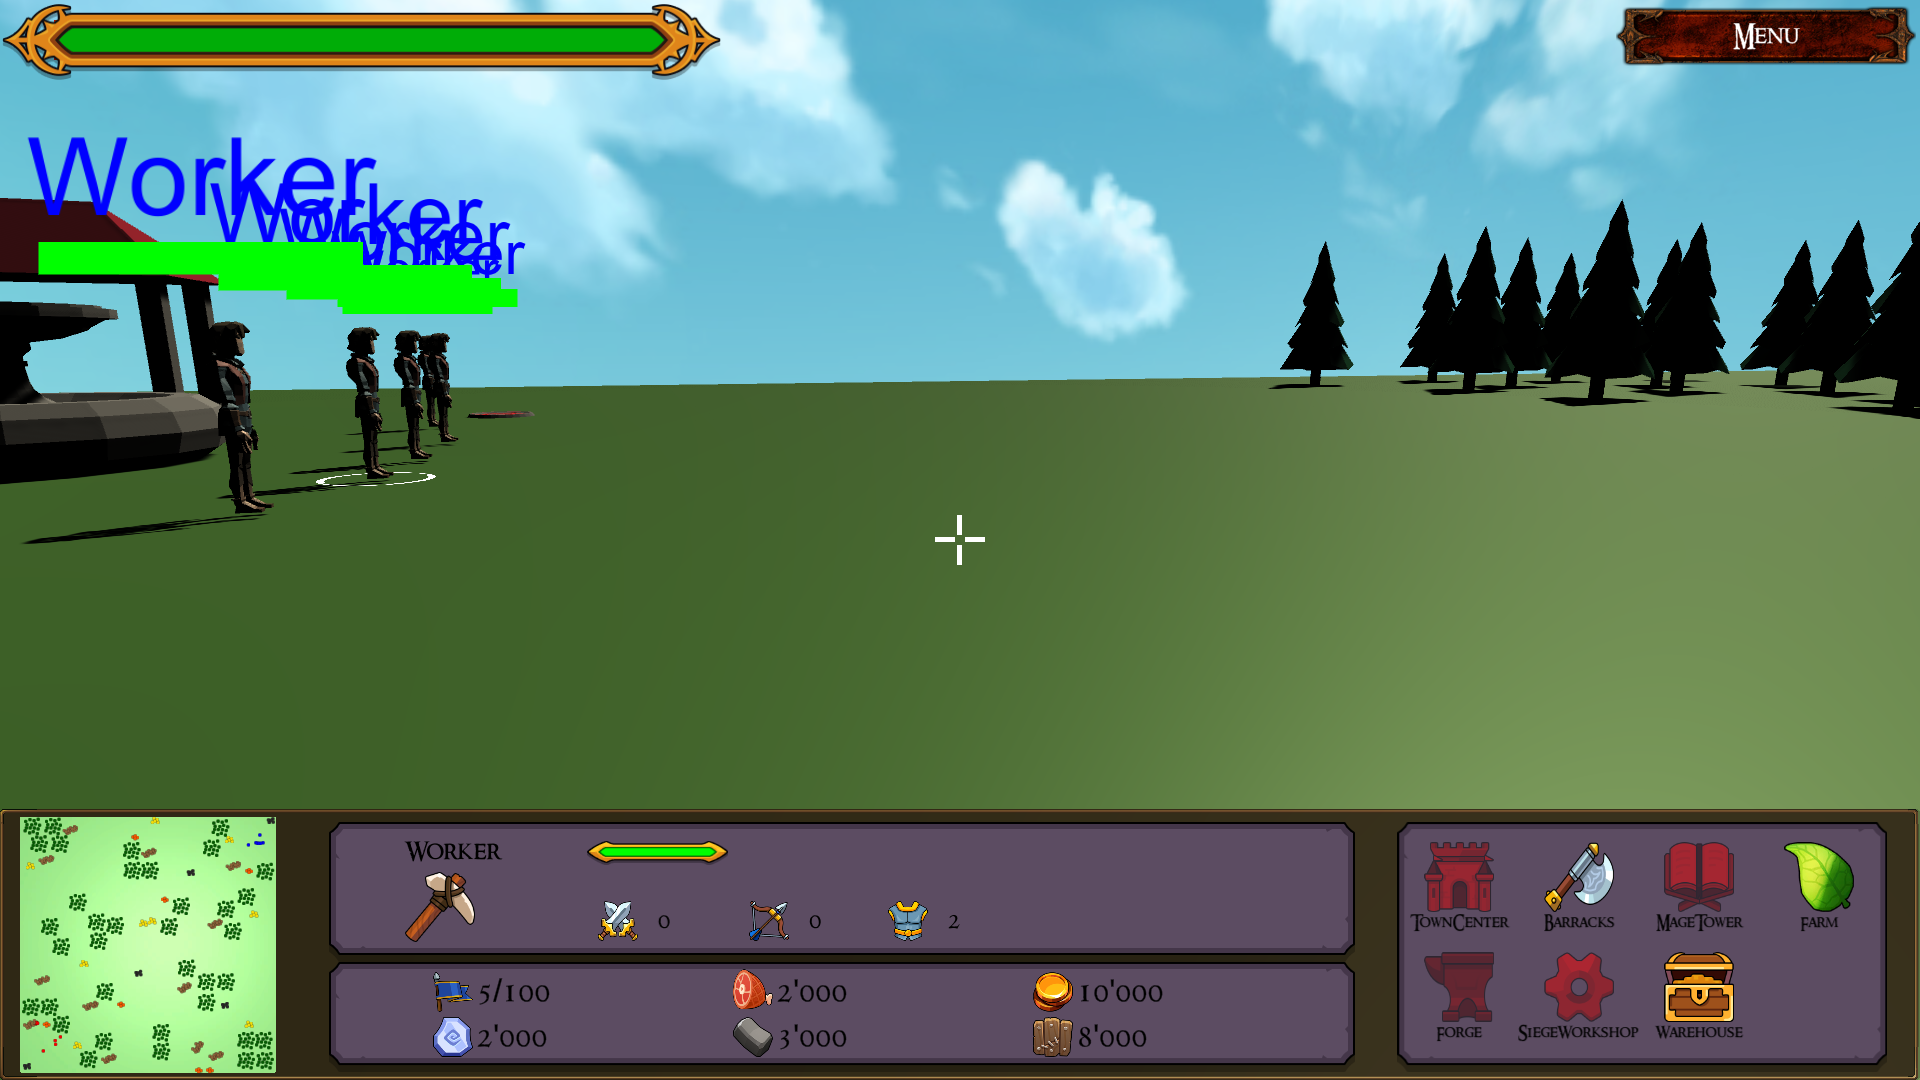 Menu
Worker
Worker
Worker
Worker
Worker
0
0
2
5/100
2'000
10'000
2'000
3'000
8'000
TownCenter
Barracks
MageTower
Farm
Forge
SiegeWorkshop
Warehouse